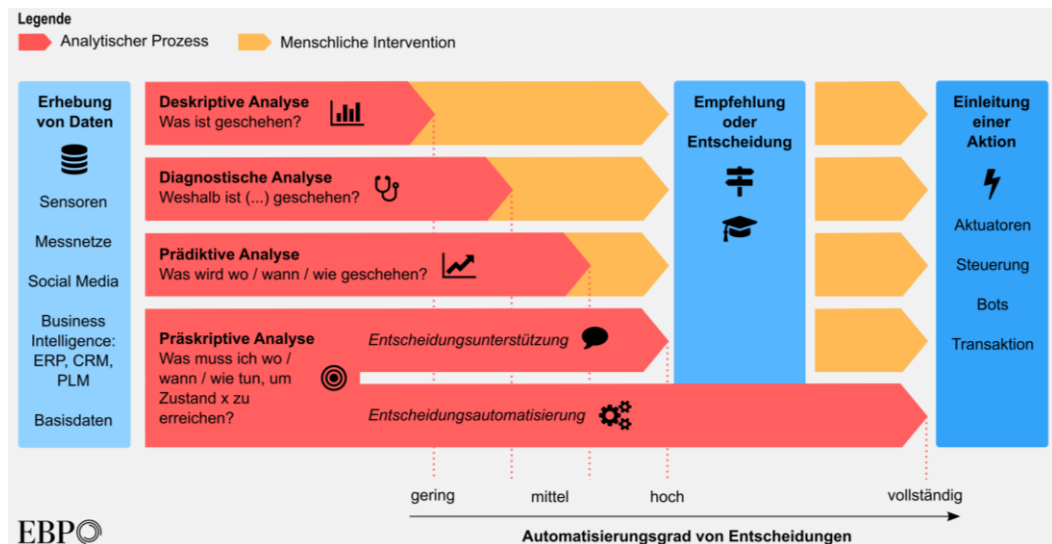 Legende
Analytischer Prozess
Menschliche Intervention
Erhebung
von Daten
Sensoren
Messnetze
Social Media
Business
Intelligence:
ERP, CRM,
PLM
Basisdaten
Deskriptive Analyse
Was ist geschehen?
Diagnostische Analyse
Weshalb ist (...) geschehen?
Prädiktive Analyse
Was wird wo / wann / wie geschehen?
Präskriptive Analyse
Was muss ich wo /
wann / wie tun, um
Zustand x zu
erreichen?
Entscheidungsunterstützung
Entscheidungsautomatisierung
Empfehlung
oder
Entscheidung
Einleitung
einer
Aktion
Aktuatoren
Steuerung
Bots
Transaktion
gering
mittel
hoch
vollständig
Automatisierungsgrad von Entscheidungen
EBP